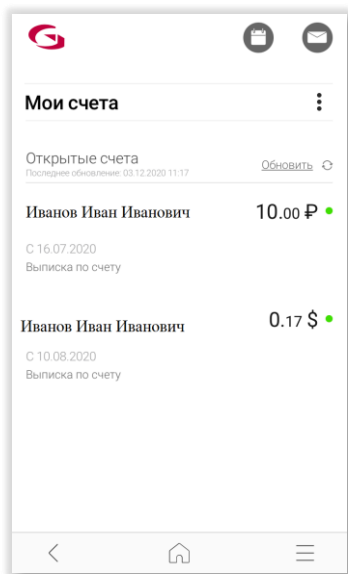 Мои счета
Открытые счета
Последнее обновление: 03.12.2020 11:17
Обновить
Иванов Иван Иванович
10.00 ₽
С 16.07.2020
Выписка по счету
Иванов Иван Иванович
0.17 $
С 10.08.2020
Выписка по счету